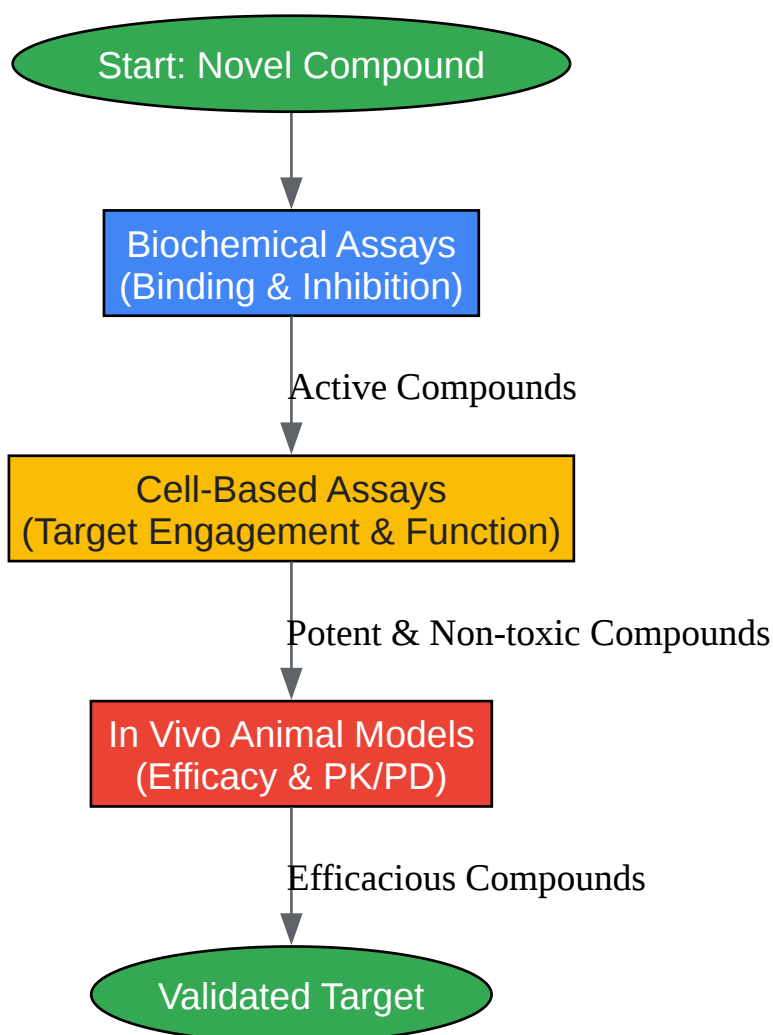 Start: Novel Compound
Biochemical Assays
(Binding & Inhibition)
Active Compounds
Cell-Based Assays
(Target Engagement & Function)
Potent & Non-toxic Compounds
In Vivo Animal Models
(Efficacy & PK/PD)
Efficacious Compounds
Validated Target